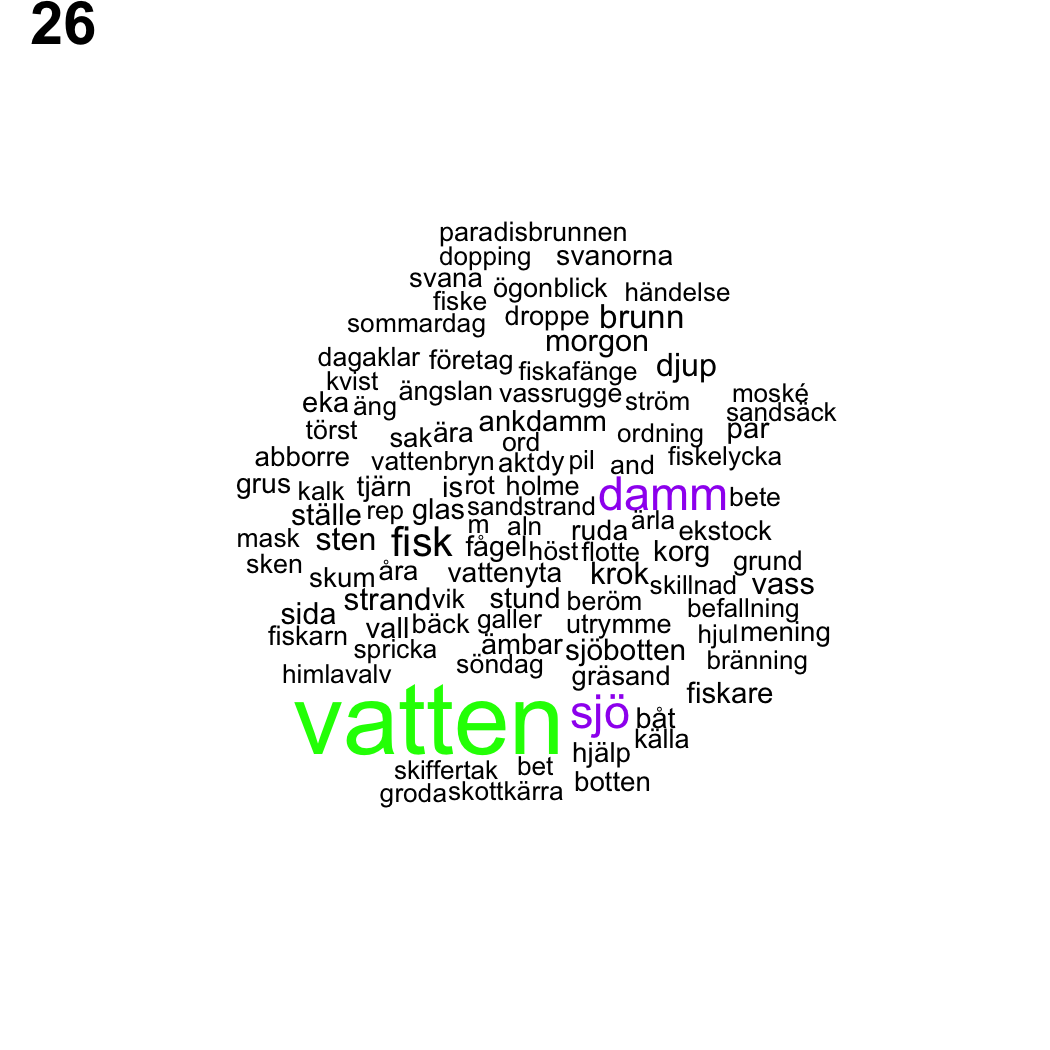 26
paradisbrunnen
dopping svanorna
svana ögonblick händelse
fiske
sommardag droppe brunn
morgon
dagaklar företag fiskafänge djup
kvist ängslan vassrugge ström moské
eka äng sandsäck
törst sak ära ankdamm ord ordning par
abborre vattenbryn akt dy pil and fiskelycka
grus kalk tjärn is rot holme damm bete
ställe rep glas sandstrand
m aln ruda ärla ekstock
mask sten fisk fågel höst flotte korg grund
sken skum åra vattenyta krok skillnad vass
sida strand vik stund beröm befallning
fiskarn vall bäck galler utrymme hjul mening
spricka ämbar sjöbotten bränning
himlavalv söndag gräsand
fiskare
vatten sjö båt
källa
hjälp
skiffertak bet botten
groda skottkärra